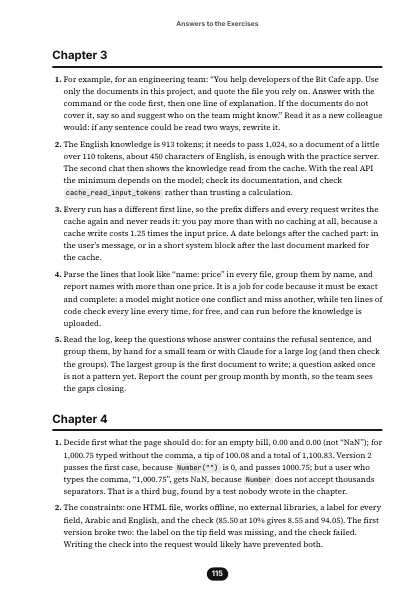 Answers to the Exercises
Chapter 3
1. For example, for an engineering team: “You help developers of the Bit Cafe app. Use
only the documents in this project, and quote the file you rely on. Answer with the
command or the code first, then one line of explanation. If the documents do not
cover it, say so and suggest who on the team might know.” Read it as a new colleague
would: if any sentence could be read two ways, rewrite it.
2. The English knowledge is 913 tokens; it needs to pass 1,024, so a document of a little
over 110 tokens, about 450 characters of English, is enough with the practice server.
The second chat then shows the knowledge read from the cache. With the real API
the minimum depends on the model; check its documentation, and check
cache_read_input_tokens rather than trusting a calculation.
3. Every run has a different first line, so the prefix differs and every request writes the
cache again and never reads it: you pay more than with no caching at all, because a
cache write costs 1.25 times the input price. A date belongs after the cached part: in
the user’s message, or in a short system block after the last document marked for
the cache.
4. Parse the lines that look like “name: price” in every file, group them by name, and
report names with more than one price. It is a job for code because it must be exact
and complete: a model might notice one conflict and miss another, while ten lines of
code check every line every time, for free, and can run before the knowledge is
uploaded.
5. Read the log, keep the questions whose answer contains the refusal sentence, and
group them, by hand for a small team or with Claude for a large log (and then check
the groups). The largest group is the first document to write; a question asked once
is not a pattern yet. Report the count per group month by month, so the team sees
the gaps closing.
Chapter 4
1. Decide first what the page should do: for an empty bill, 0.00 and 0.00 (not “NaN”); for
1,000.75 typed without the comma, a tip of 100.08 and a total of 1,100.83. Version 2
passes the first case, because Number("") is 0, and passes 1000.75; but a user who
types the comma, “1,000.75”, gets NaN, because Number does not accept thousands
separators. That is a third bug, found by a test nobody wrote in the chapter.
2. The constraints: one HTML file, works offline, no external libraries, a label for every
field, Arabic and English, and the check (85.50 at 10% gives 8.55 and 94.05). The first
version broke two: the label on the tip field was missing, and the check failed.
Writing the check into the request would likely have prevented both.
115